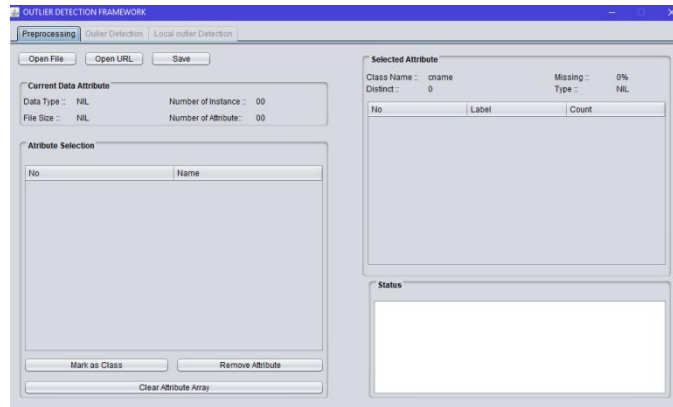 OUTLIER DETECTION FRAMEWORK
Preprocessing Oulier Detection Local outlier Detection
Open File Open URL Save
Current Data Attribute
Data Type :: NIL Number of Instance :: 00
File Size :: NIL Number of Attribute:: 00
Atribute Selection
No Name
Mark as Class Remove Attribute
Clear Attribute Array
Selected Attribute
Class Name :: cname Missing :: 0%
Distinct :: 0 Type :: NIL
No Label Count
Status